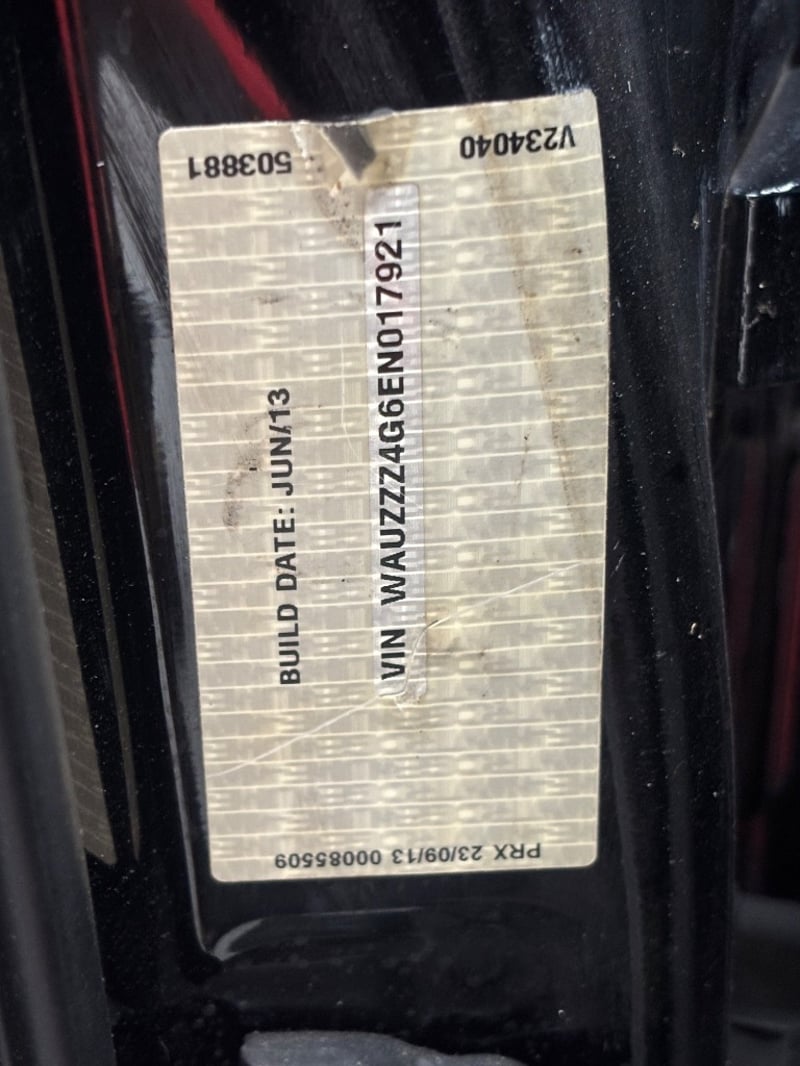 503881
V234040
BUILD DATE: JUN/13
VIN WAUZZZ4G6EN017921
PRX 23/09/13 00085509